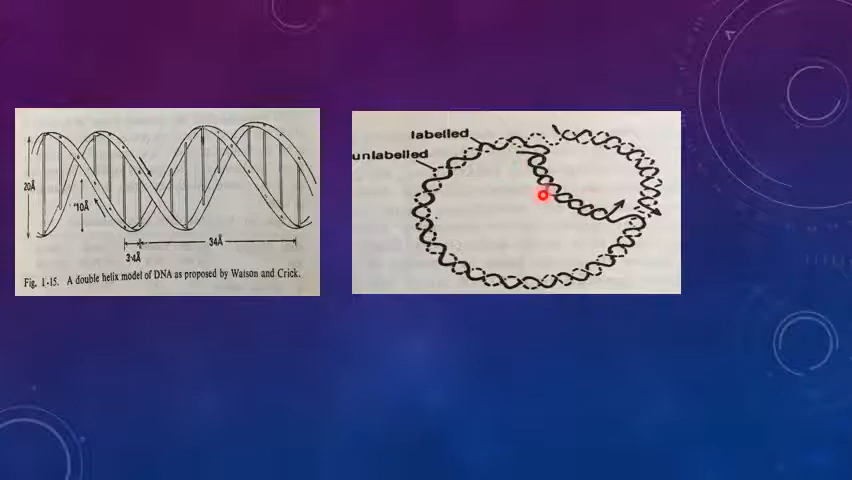 20Å
10Å
34Å
3·4Å
Fig. 1-15. A double helix model of DNA as proposed by Watson and Crick.
labelled
unlabelled